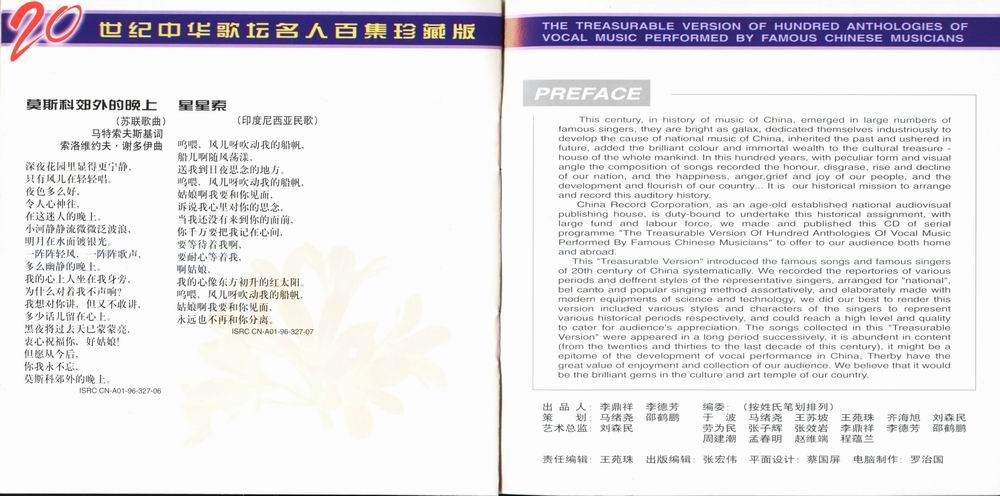 20 世纪中华歌坛名人百集珍藏版
莫斯科郊外的晚上
(苏联歌曲)
马特索夫斯基词
索洛维约夫·谢多伊曲
深夜花园里显得更宁静,
只有风儿在轻轻唱。
夜色多么好,
令人心神往,
在这迷人的晚上。
小河静静流微微泛波浪,
明月在水面镀银光。
一阵阵轻风,一阵阵歌声,
多么幽静的晚上。
我的心上人坐在我身旁,
为什么对着我不声响?
我想对你讲,但又不敢讲,
多少话儿留在心上。
黑夜将过去天已蒙蒙亮,
衷心祝福你,好姑娘!
但愿从今后,
你我永不忘,
莫斯科郊外的晚上。
ISRC CN-A01-96-327-06
星星索
(印度尼西亚民歌)
呜喂,风儿呀吹动我的船帆,
船儿啊随风荡漾,
送我到日夜思念的地方。
呜喂,风儿呀吹动我的船帆,
姑娘啊我要和你见面,
诉说我心里对你的思念,
当我还没有来到你的面前,
你千万要把我记在心间,
要等待着我啊,
要耐心等着我,
啊姑娘,
我的心像东方初升的红太阳,
呜喂,风儿呀吹动我的船帆,
姑娘啊我要和你见面,
永远也不再和你分离。
ISRC CN-A01-96-327-07
THE TREASURABLE VERSION OF HUNDRED ANTHOLOGIES OF
VOCAL MUSIC PERFORMED BY FAMOUS CHINESE MUSICIANS
PREFACE
This century, in history of music of China, emerged in large numbers of
famous singers, they are bright as galax, dedicated themselves industriously to
develop the cause of national music of China, inherited the past and ushered in
future, added the brilliant colour and immortal wealth to the cultural treasure -
house of the whole mankind. In this hundred years, with peculiar form and visual
angle the composition of songs recorded the honour, disgrase, rise and decline
of our nation, and the happiness, anger,grief and joy of our people, and the
development and flourish of our country... It is our historical mission to arrange
and record this auditory history.
China Record Corporation, as an age-old established national audiovisual
publishing house, is duty-bound to undertake this historical assignment, with
large fund and labour force, we made and published this CD of serial
programme "The Treasurable Version Of Hundred Anthologies Of Vocal Music
Performed By Famous Chinese Musicians" to offer to our audience both home
and abroad.
This "Treasurable Version" introduced the famous songs and famous singers
of 20th century of China systematically. We recorded the repertories of various
periods and deffrent styles of the representative singers, arranged for "national",
bel canto and popular singing method assortatively, and elaborately made with
modern equipments of science and technology, we did our best to render this
version included various styles and characters of the singers to represent
various historical periods respectively, and could reach a high level and quality
to cater for audience's appreciation. The songs collected in this "Treasurable
Version" were appeared in a long period successively, it is abundent in content
(from the twenties and thirties to the last decade of this century), it might be a
epitome of the development of vocal performance in China, Therby have the
great value of enjoyment and collection of our audience. We believe that it would
be the brilliant gems in the culture and art temple of our country.
出 品 人: 李鼎祥 李德芳 编委:(按姓氏笔划排列)
策 划: 马绪尧 邵鹤鹏 于 波 马绪尧 王苏坡 王苑珠 齐海旭 刘森民
艺术总监: 刘森民 劳为民 张子辉 张效岩 李鼎祥 李德芳 邵鹤鹏
周建潮 孟春明 赵维端 程蕴兰
责任编辑: 王苑珠 出版编辑: 张宏伟 平面设计: 蔡国屏 电脑制作: 罗治国